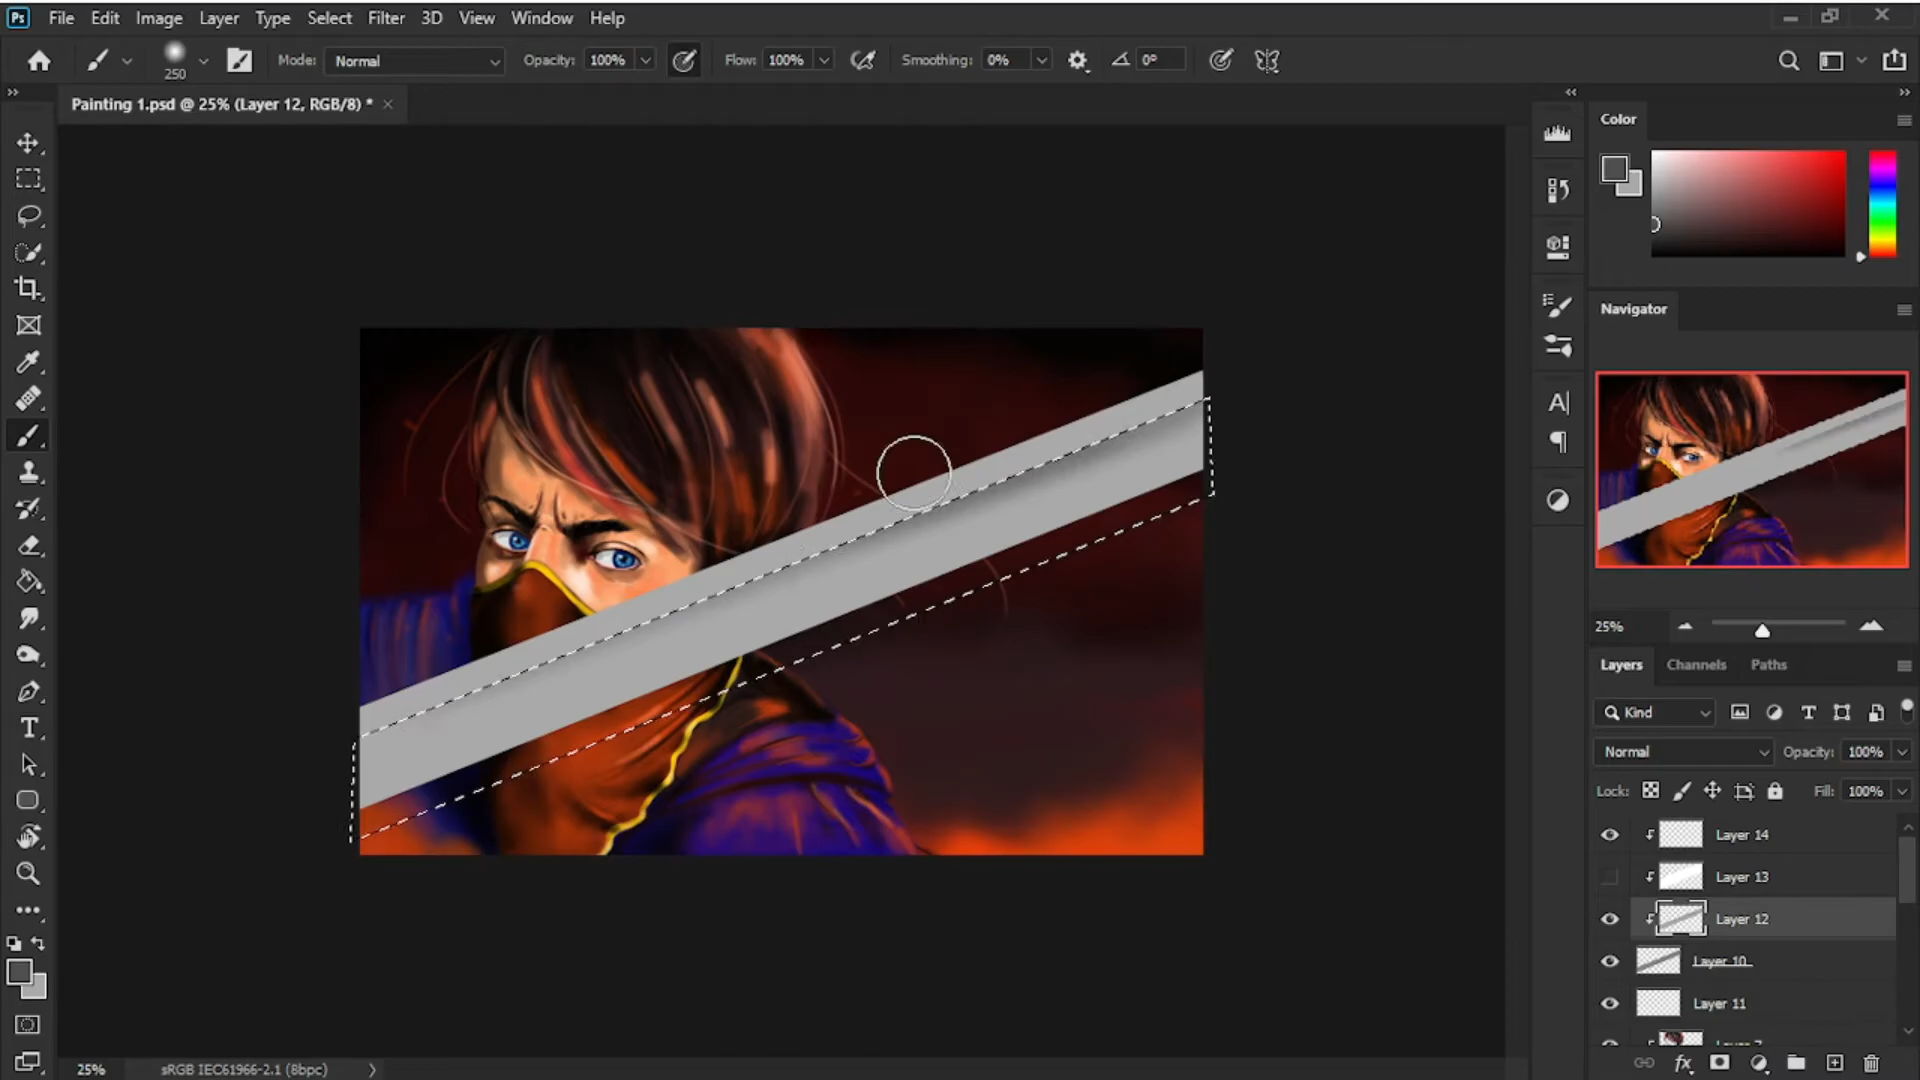 Ps File Edit Image Layer Type Select Filter 3D View Window Help
250 Mode: Normal Opacity: 100% Flow: 100% Smoothing: 0% 0°
Painting 1.psd @ 25% (Layer 12, RGB/8) *
Color
Navigator
25%
Layers Channels Paths
Kind
Normal Opacity: 100%
Lock: Fill: 100%
Layer 14
Layer 13
Layer 12
Layer 10
Layer 11
25% sRGB IEC61966-2.1 (8bpc)